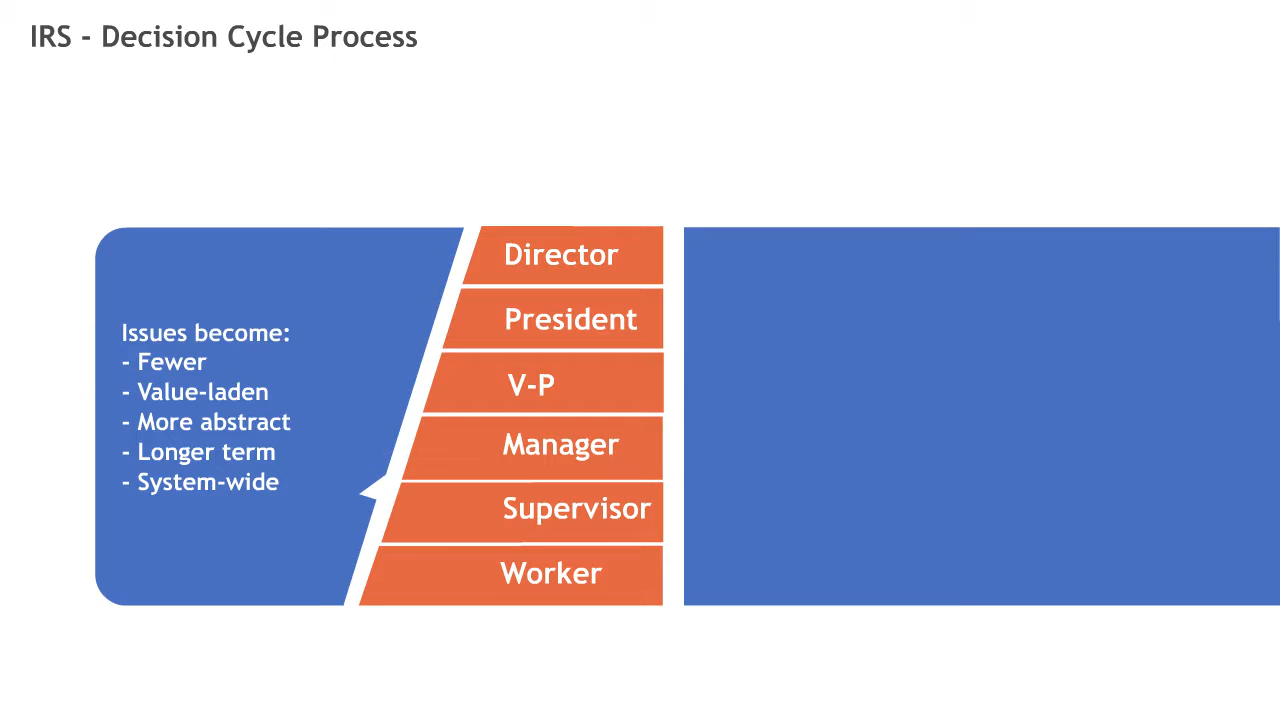 IRS - Decision Cycle Process
Issues become:
- Fewer
- Value-laden
- More abstract
- Longer term
- System-wide
Director
President
V-P
Manager
Supervisor
Worker